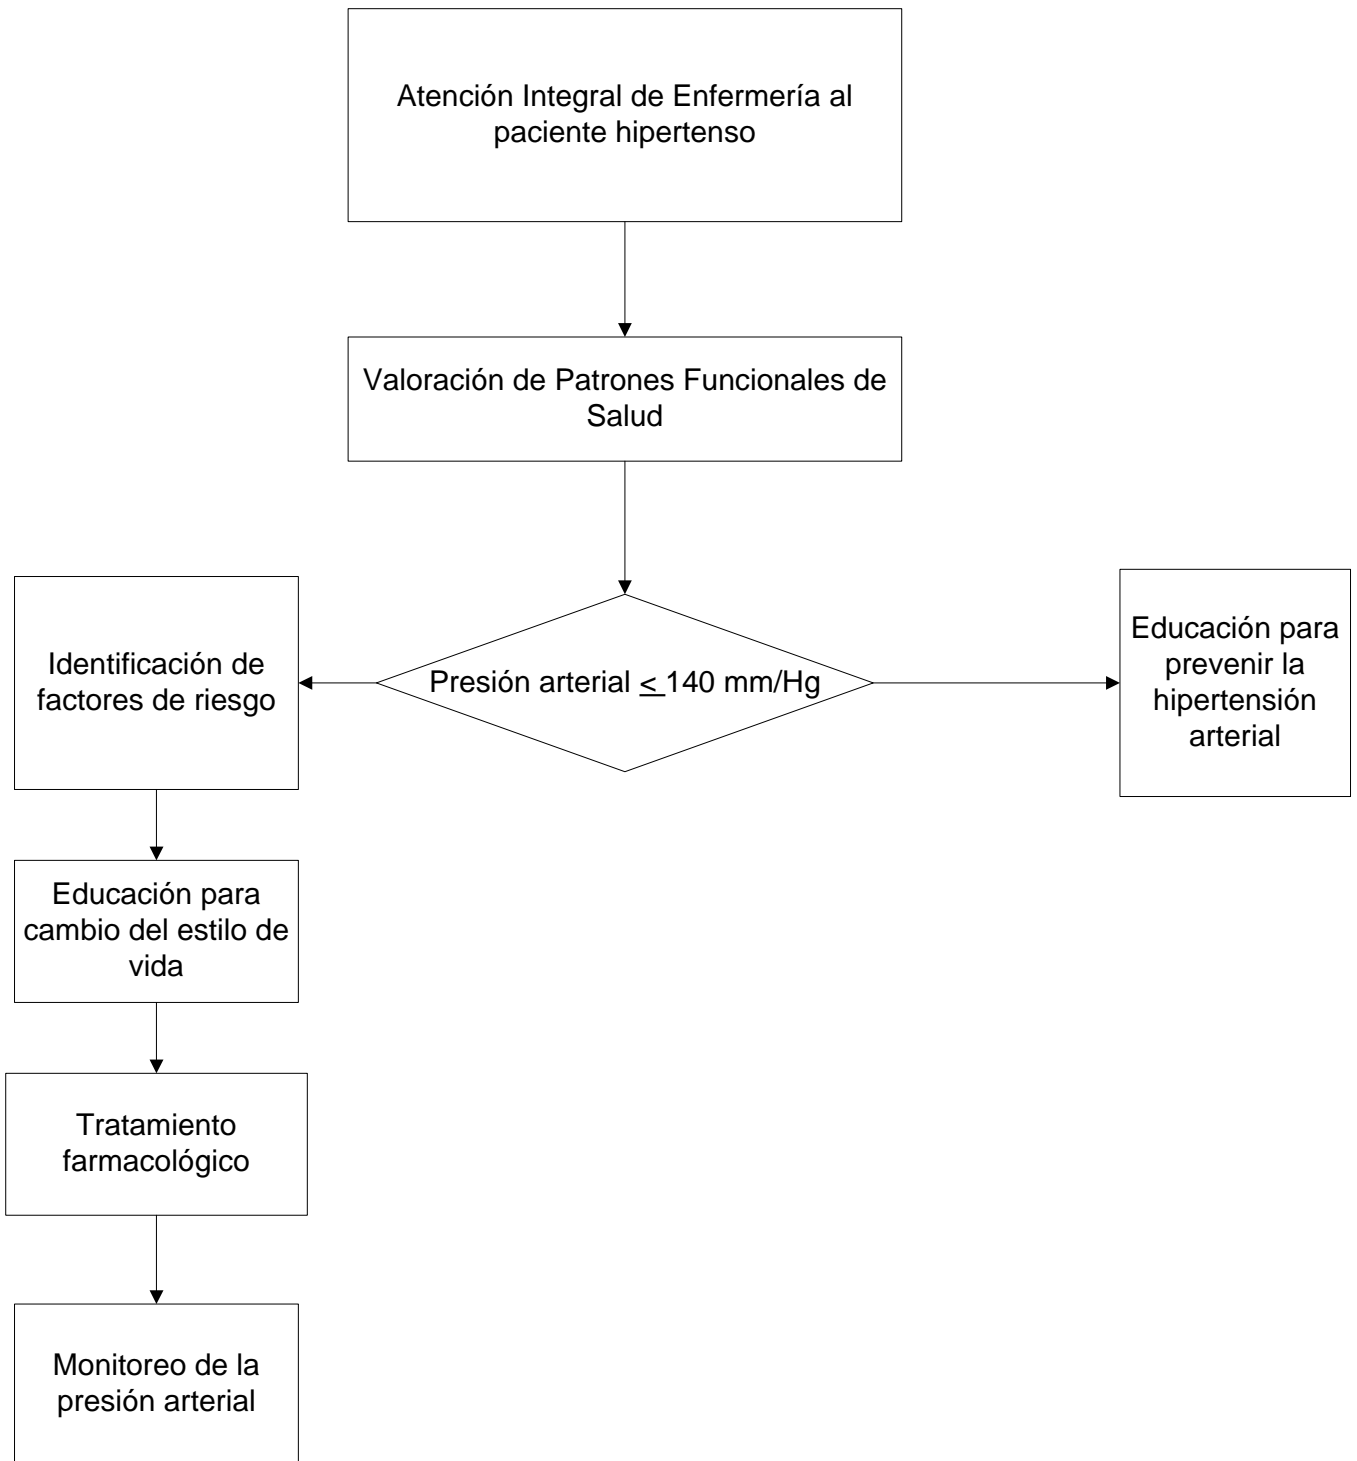 Atención Integral de Enfermería al
paciente hipertenso
Valoración de Patrones Funcionales de
Salud
Identificación de
factores de riesgo
Presión arterial ≤ 140 mm/Hg
Educación para
prevenir la
hipertensión
arterial
Educación para
cambio del estilo de
vida
Tratamiento
farmacológico
Monitoreo de la
presión arterial